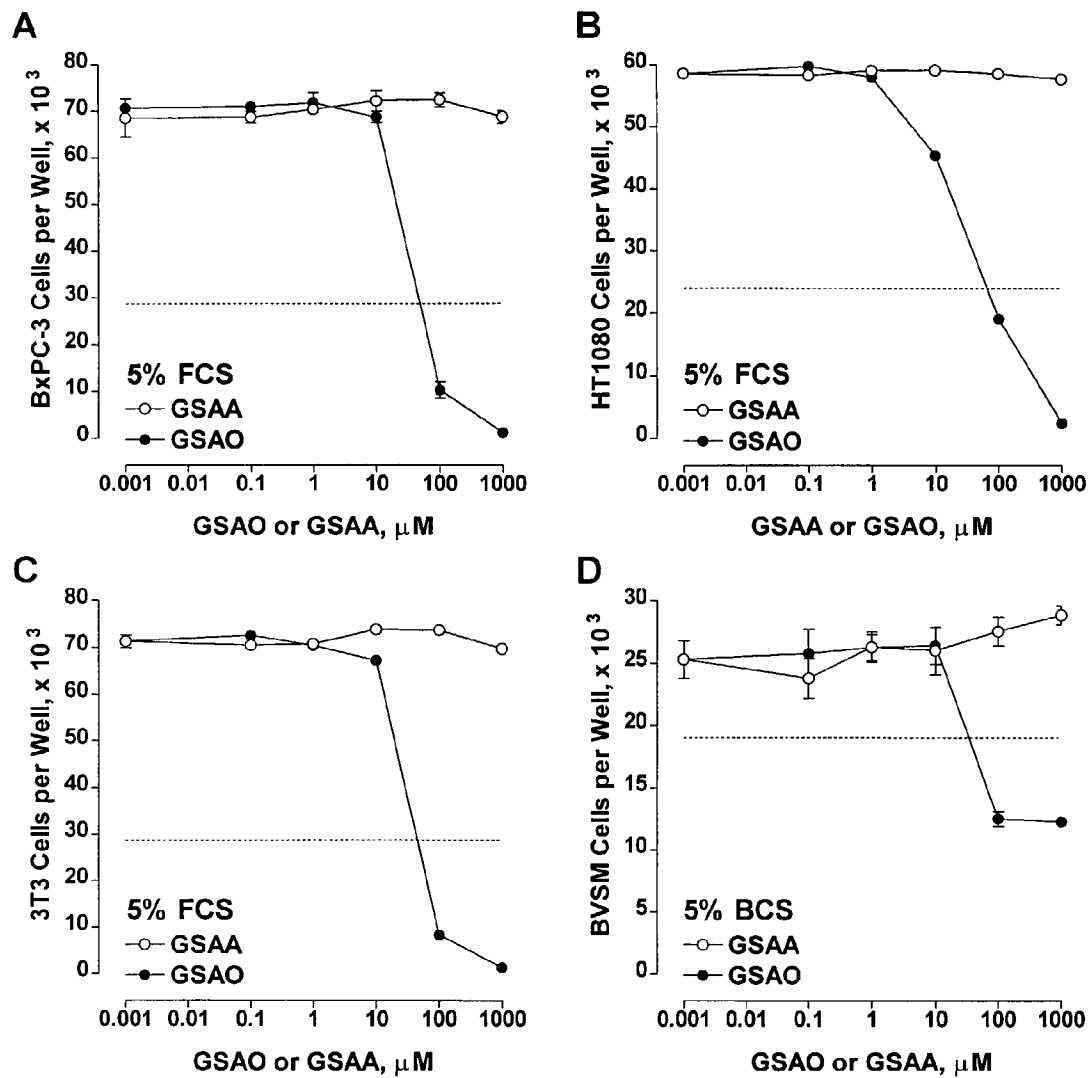 A
BxPC-3 Cells per Well, x 10³
80
70
60
50
40
30
20
10
0
5% FCS
GSAA
GSAO
0.001 0.01 0.1 1 10 100 1000
GSAO or GSAA, μM
B
HT1080 Cells per Well, x 10³
60
50
40
30
20
10
0
5% FCS
GSAA
GSAO
0.001 0.01 0.1 1 10 100 1000
GSAA or GSAO, μM
C
3T3 Cells per Well, x 10³
80
70
60
50
40
30
20
10
0
5% FCS
GSAA
GSAO
0.001 0.01 0.1 1 10 100 1000
GSAO or GSAA, μM
D
BVSM Cells per Well, x 10³
30
25
20
15
10
5
0
5% BCS
GSAA
GSAO
0.001 0.01 0.1 1 10 100 1000
GSAO or GSAA, μM